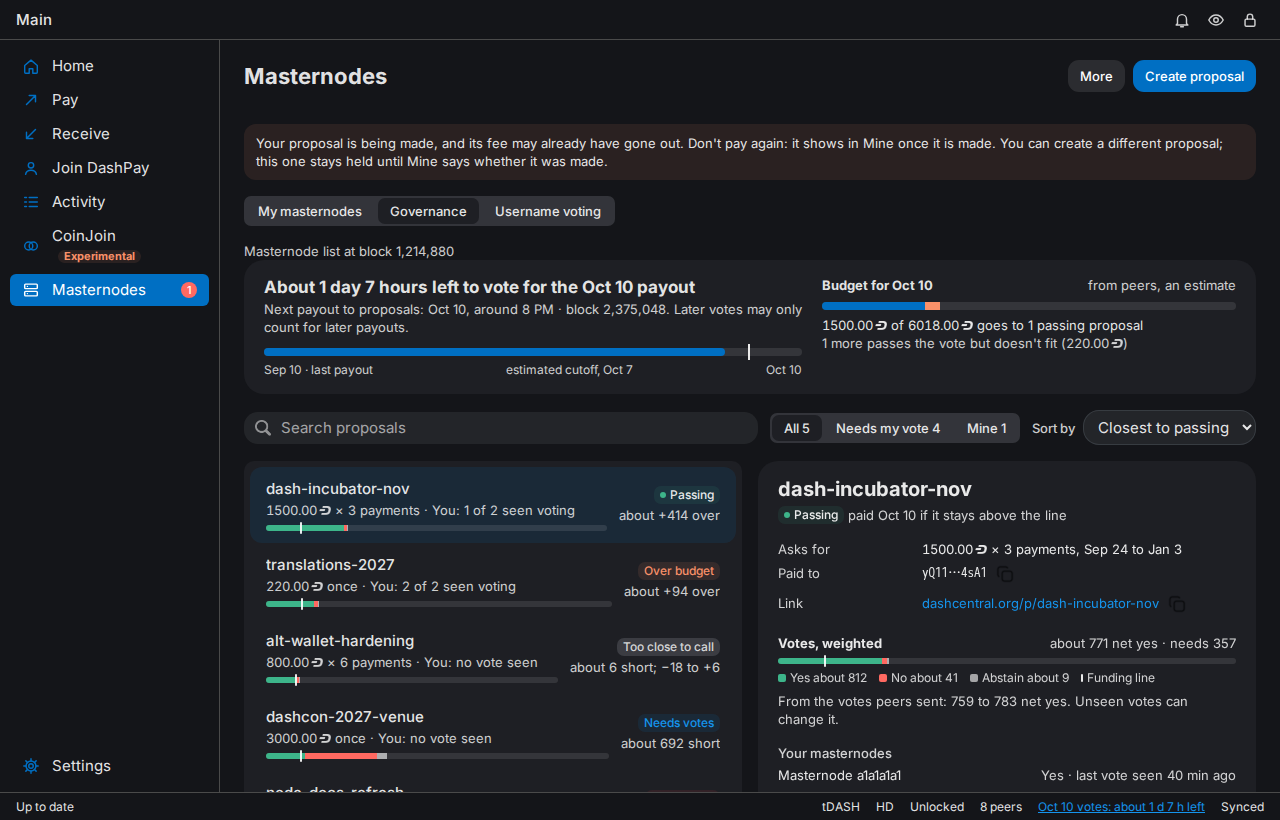 Main
Home
Pay
Receive
Join DashPay
Activity
CoinJoin
Experimental
Masternodes 1
Settings
Masternodes
More
Create proposal
Your proposal is being made, and its fee may already have gone out. Don't pay again: it shows in Mine once it is made. You can create a different proposal;
this one stays held until Mine says whether it was made.
My masternodes Governance Username voting
Masternode list at block 1,214,880
About 1 day 7 hours left to vote for the Oct 10 payout
Next payout to proposals: Oct 10, around 8 PM · block 2,375,048. Later votes may only
count for later payouts.
Sep 10 · last payout estimated cutoff, Oct 7 Oct 10
Budget for Oct 10 from peers, an estimate
1500.00 of 6018.00 goes to 1 passing proposal
1 more passes the vote but doesn't fit (220.00)
Search proposals
All 5 Needs my vote 4 Mine 1
Sort by Closest to passing
dash-incubator-nov
Passing
1500.00 × 3 payments · You: 1 of 2 seen voting
about +414 over
translations-2027
Over budget
220.00 once · You: 2 of 2 seen voting
about +94 over
alt-wallet-hardening
Too close to call
800.00 × 6 payments · You: no vote seen
about 6 short; −18 to +6
dashcon-2027-venue
Needs votes
3000.00 once · You: no vote seen
about 692 short
dash-incubator-nov
Passing paid Oct 10 if it stays above the line
Asks for 1500.00 × 3 payments, Sep 24 to Jan 3
Paid to yQ11···4sA1
Link dashcentral.org/p/dash-incubator-nov
Votes, weighted about 771 net yes · needs 357
Yes about 812 No about 41 Abstain about 9 Funding line
From the votes peers sent: 759 to 783 net yes. Unseen votes can
change it.
Your masternodes
Masternode a1a1a1a1 Yes · last vote seen 40 min ago
Up to date
tDASH HD Unlocked 8 peers Oct 10 votes: about 1 d 7 h left Synced